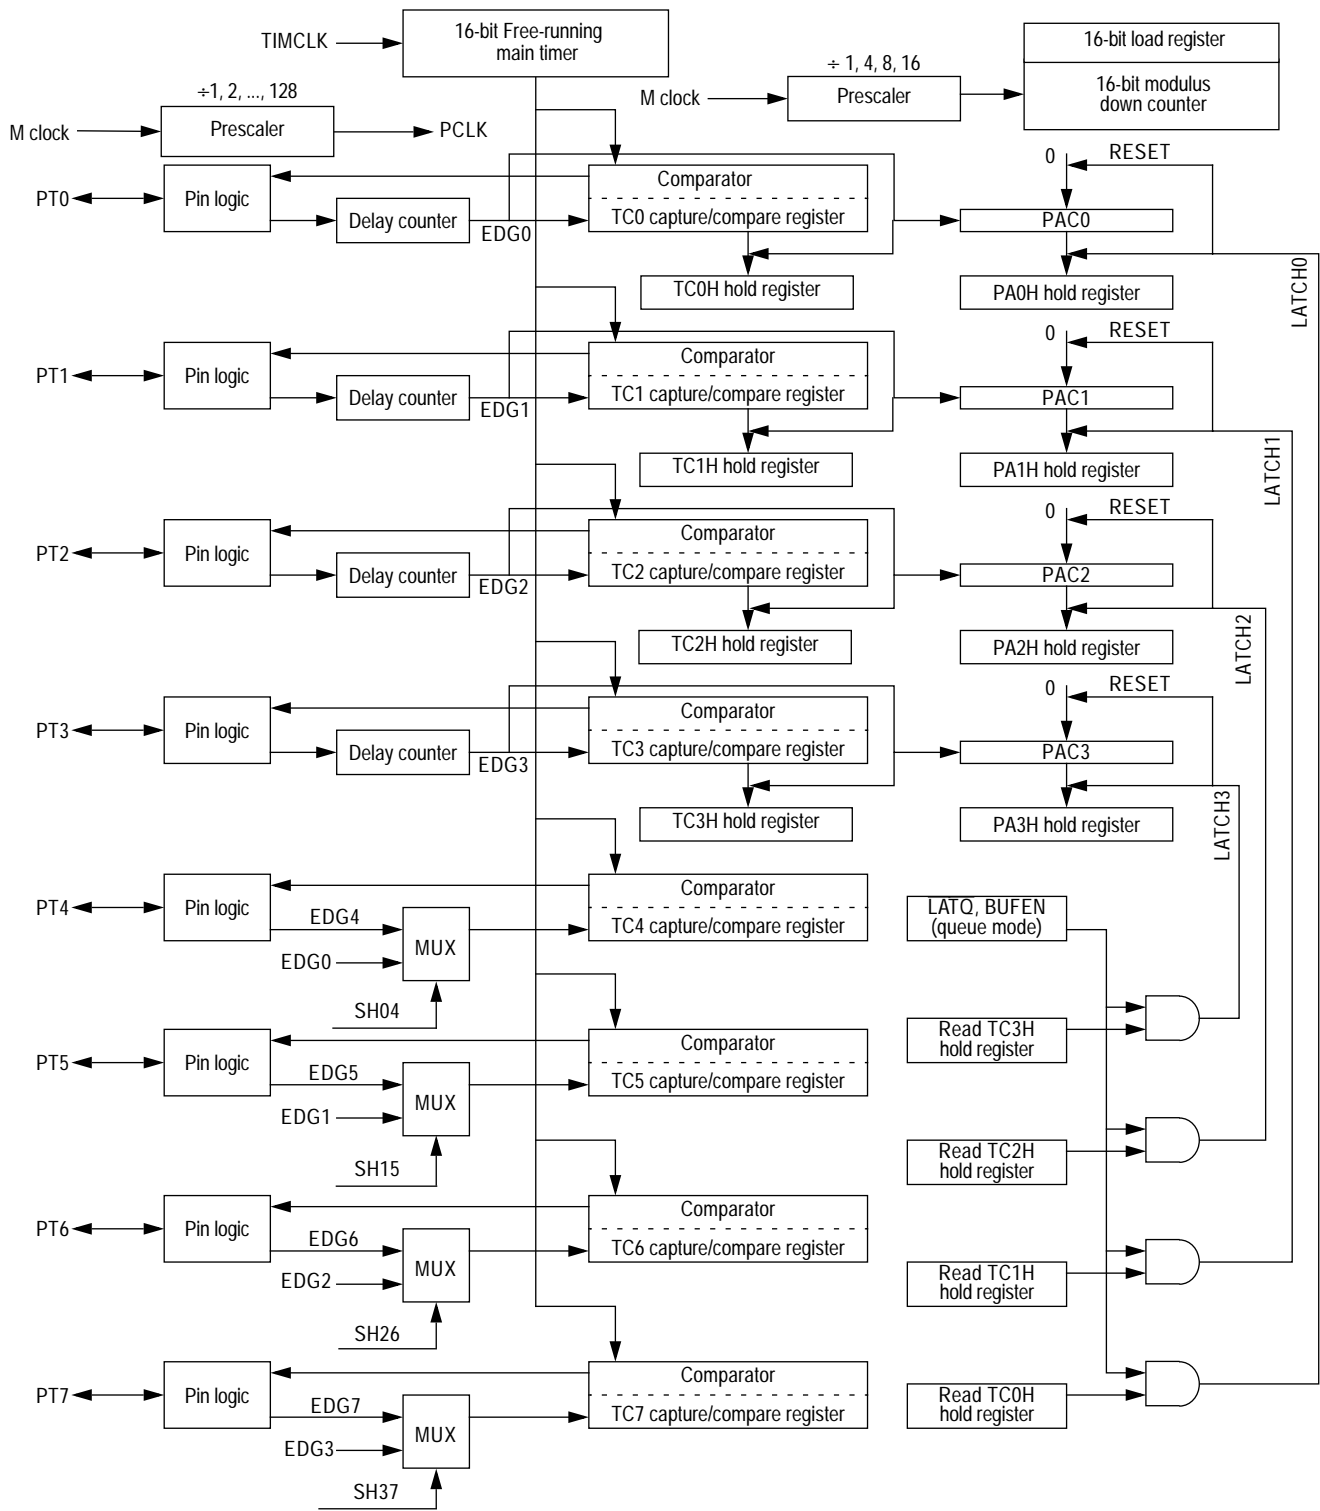 TIMCLK
16-bit Free-running
main timer
16-bit load register
16-bit modulus
down counter
÷ 1, 4, 8, 16
M clock
Prescaler
÷1, 2, ..., 128
M clock
Prescaler
PCLK
PT0
Pin logic
Delay counter
EDG0
Comparator
TC0 capture/compare register
TC0H hold register
0
RESET
PAC0
PA0H hold register
LATCH0
PT1
Pin logic
Delay counter
EDG1
Comparator
TC1 capture/compare register
TC1H hold register
0
RESET
PAC1
PA1H hold register
LATCH1
PT2
Pin logic
Delay counter
EDG2
Comparator
TC2 capture/compare register
TC2H hold register
0
RESET
PAC2
PA2H hold register
LATCH2
PT3
Pin logic
Delay counter
EDG3
Comparator
TC3 capture/compare register
TC3H hold register
0
RESET
PAC3
PA3H hold register
LATCH3
PT4
Pin logic
EDG4
EDG0
MUX
SH04
Comparator
TC4 capture/compare register
LATQ, BUFEN
(queue mode)
PT5
Pin logic
EDG5
EDG1
MUX
SH15
Comparator
TC5 capture/compare register
Read TC3H
hold register
PT6
Pin logic
EDG6
EDG2
MUX
SH26
Comparator
TC6 capture/compare register
Read TC2H
hold register
Read TC1H
hold register
PT7
Pin logic
EDG7
EDG3
MUX
SH37
Comparator
TC7 capture/compare register
Read TC0H
hold register